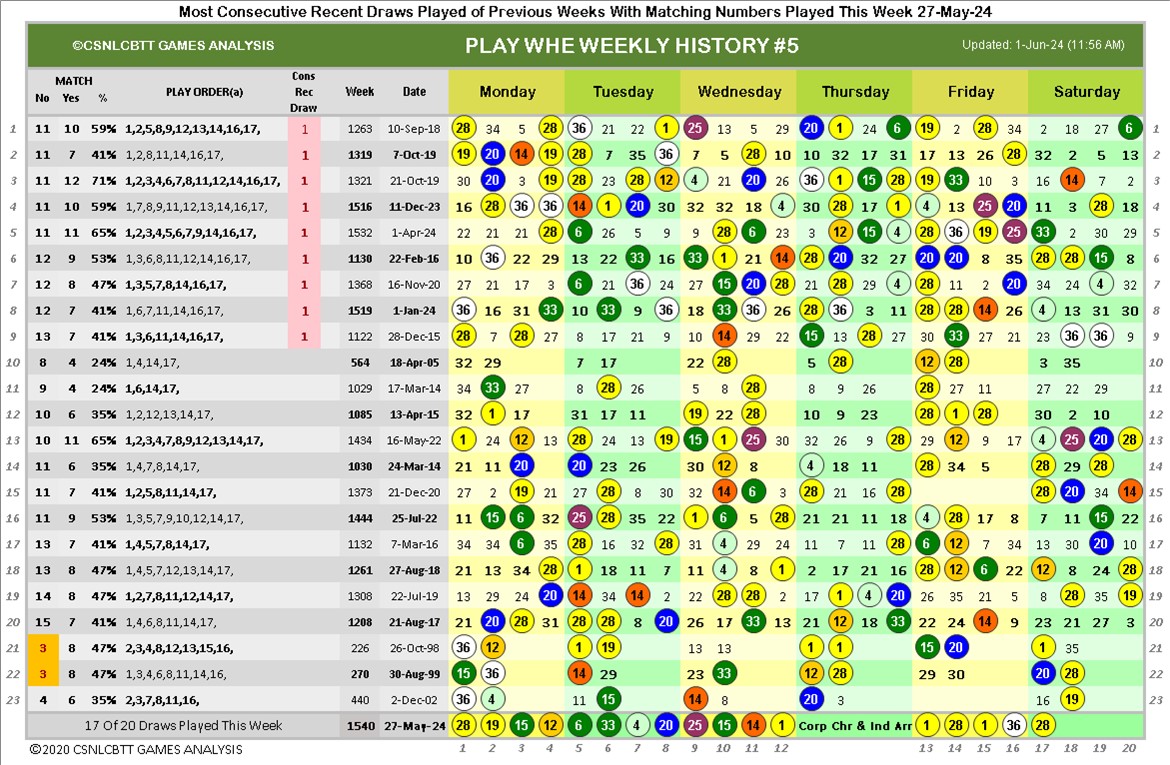 Most Consecutive Recent Draws Played of Previous Weeks With Matching Numbers Played This Week 27-May-24
©CSNLCBTT GAMES ANALYSIS PLAY WHE WEEKLY HISTORY #5 Updated: 1-Jun-24 (11:56 AM)
No MATCH Yes % PLAY ORDER(a) Cons Rec Draw Week Date Monday Tuesday Wednesday Thursday Friday Saturday
1 11 10 59% 1,2,5,8,9,12,13,14,16,17, 1 1263 10-Sep-18 28 34 5 28 36 21 22 1 25 13 5 29 20 1 24 6 19 2 28 34 2 18 27 6 1
2 11 7 41% 1,2,8,11,14,16,17, 1 1319 7-Oct-19 19 20 14 19 28 7 35 36 7 5 28 10 10 32 17 31 17 13 26 28 32 2 5 13 2
3 11 12 71% 1,2,3,4,6,7,8,11,12,14,16,17, 1 1321 21-Oct-19 30 20 3 19 28 23 28 12 4 21 20 26 36 1 15 28 19 33 10 3 16 14 7 2 3
4 11 10 59% 1,7,8,9,11,12,13,14,16,17, 1 1516 11-Dec-23 16 28 36 36 14 1 20 30 32 32 18 4 30 28 17 1 4 13 25 20 11 3 28 18 4
5 11 11 65% 1,2,3,4,5,6,7,9,14,16,17, 1 1532 1-Apr-24 22 21 21 28 6 26 5 9 9 28 6 23 3 12 15 4 28 36 19 25 33 2 30 29 5
6 12 9 53% 1,3,6,8,11,12,14,16,17, 1 1130 22-Feb-16 10 36 22 29 13 22 33 16 33 1 21 14 28 20 32 27 20 20 8 35 28 28 15 8 6
7 12 8 47% 1,3,5,7,8,14,16,17, 1 1368 16-Nov-20 27 21 17 3 6 21 36 24 27 15 20 28 21 28 29 4 28 11 2 20 34 24 4 32 7
8 12 7 41% 1,6,7,11,14,16,17, 1 1519 1-Jan-24 36 16 31 33 10 33 9 36 18 33 36 26 28 36 3 11 28 28 14 26 4 13 31 30 8
9 13 7 41% 1,3,6,11,14,16,17, 1 1122 28-Dec-15 28 7 28 27 8 17 21 9 10 14 29 22 15 13 28 27 30 33 27 21 23 36 36 9 9
10 8 4 24% 1,4,14,17, 564 18-Apr-05 32 29 7 17 22 28 5 28 12 28 3 35 10
11 9 4 24% 1,6,14,17, 1029 17-Mar-14 34 33 27 8 28 26 5 8 28 8 9 26 28 27 11 27 22 29 11
12 10 6 35% 1,2,12,13,14,17, 1085 13-Apr-15 32 1 17 31 17 11 19 22 28 10 9 23 28 1 28 30 2 10 12
13 10 11 65% 1,2,3,4,7,8,9,12,13,14,17, 1434 16-May-22 1 24 12 13 28 24 13 19 15 1 25 30 32 26 9 28 29 12 9 17 4 25 20 28 13
14 11 6 35% 1,4,7,8,14,17, 1030 24-Mar-14 21 11 20 20 23 26 30 12 8 4 18 11 28 34 5 28 29 28 14
15 11 7 41% 1,2,5,8,11,14,17, 1373 21-Dec-20 27 2 19 21 27 28 8 30 32 14 6 3 28 21 16 28 28 20 34 14 15
16 11 9 53% 1,3,5,7,9,10,12,14,17, 1444 25-Jul-22 11 15 6 32 25 28 35 22 1 6 5 28 21 21 11 18 4 28 17 8 7 11 15 22 16
17 13 7 41% 1,4,5,7,8,14,17, 1132 7-Mar-16 34 34 6 35 28 16 32 28 31 4 29 24 11 7 11 28 6 12 7 34 13 30 20 10 17
18 13 8 47% 1,4,5,7,12,13,14,17, 1261 27-Aug-18 21 13 34 28 1 18 11 7 11 4 8 1 2 17 21 16 28 12 6 22 12 8 24 28 18
19 14 8 47% 1,2,7,8,11,12,14,17, 1308 22-Jul-19 13 29 24 20 14 34 14 2 22 28 28 2 17 1 4 20 26 35 21 5 8 28 35 19 19
20 15 7 41% 1,4,6,8,11,14,17, 1208 21-Aug-17 21 20 28 31 28 28 8 20 26 17 33 13 21 12 18 33 22 24 14 9 23 21 27 3 20
21 3 8 47% 2,3,4,8,12,13,15,16, 226 26-Oct-98 36 12 1 19 13 13 1 1 15 20 1 35 21
22 3 8 47% 1,3,4,6,8,11,14,16, 270 30-Aug-99 15 36 14 29 23 33 12 28 29 30 20 28 22
23 4 6 35% 2,3,7,8,11,16, 440 2-Dec-02 36 4 11 15 14 8 20 3 16 19 23
17 Of 20 Draws Played This Week 1540 27-May-24 28 19 15 12 6 33 4 20 25 15 14 1 Corp Chr & Ind Arr 1 28 1 36 28
©2020 CSNLCBTT GAMES ANALYSIS 1 2 3 4 5 6 7 8 9 10 11 12 13 14 15 16 17 18 19 20